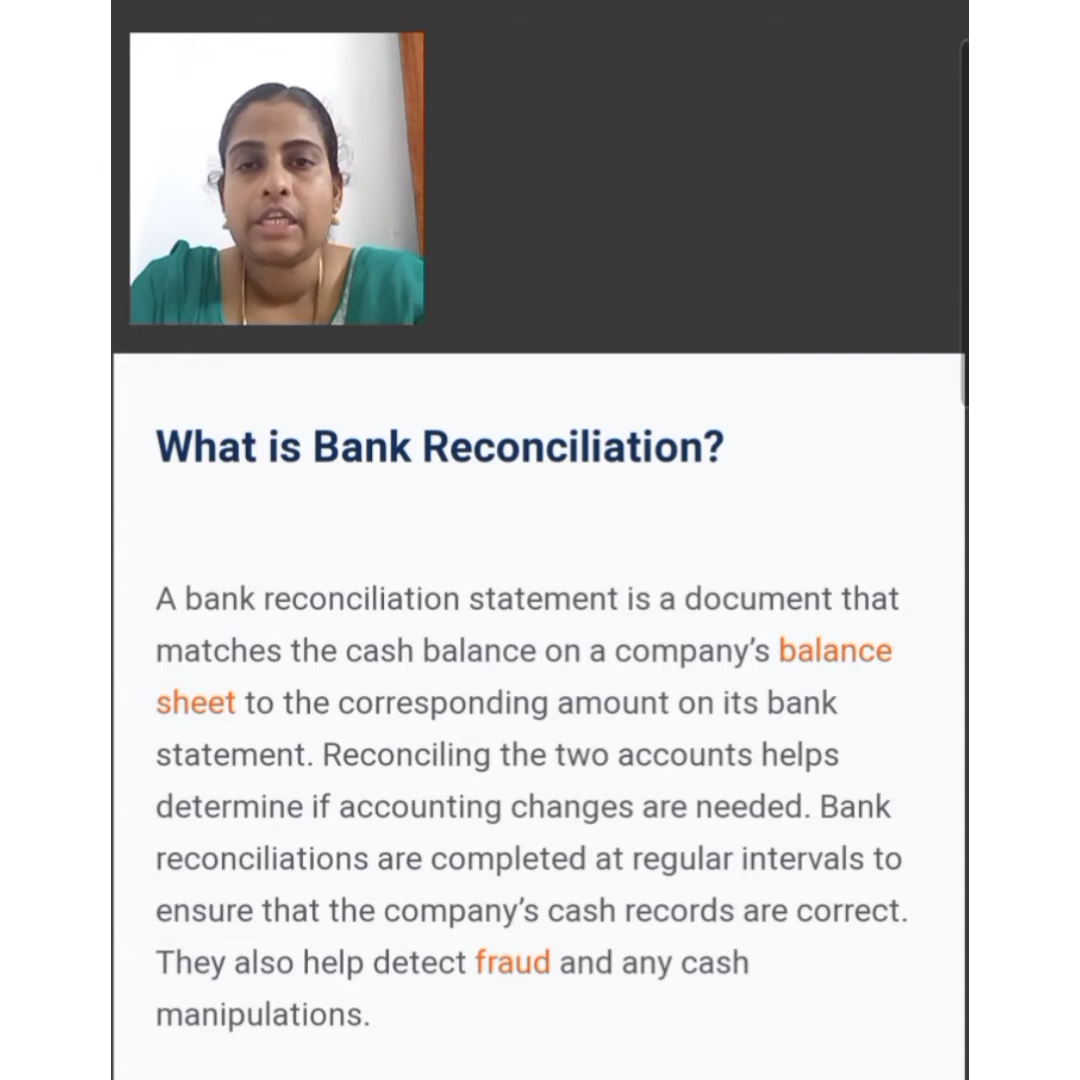 What is Bank Reconciliation?
A bank reconciliation statement is a document that
matches the cash balance on a company’s balance
sheet to the corresponding amount on its bank
statement. Reconciling the two accounts helps
determine if accounting changes are needed. Bank
reconciliations are completed at regular intervals to
ensure that the company’s cash records are correct.
They also help detect fraud and any cash
manipulations.